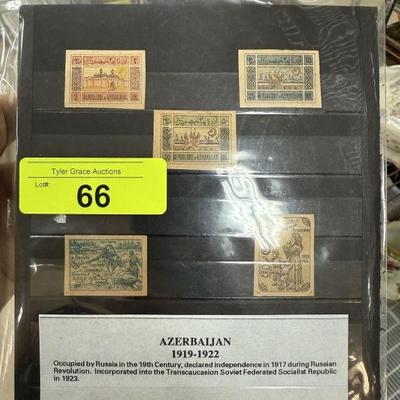 Tyler Grace Auctions
Lot#:
66
AZERBAIJAN
1919-1922
Occupied by Russia in the 19th Century, declared independence in 1917 during Russian
Revolution. Incorporated into the Transcaucasion Soviet Federated Socialist Republic
in 1923.